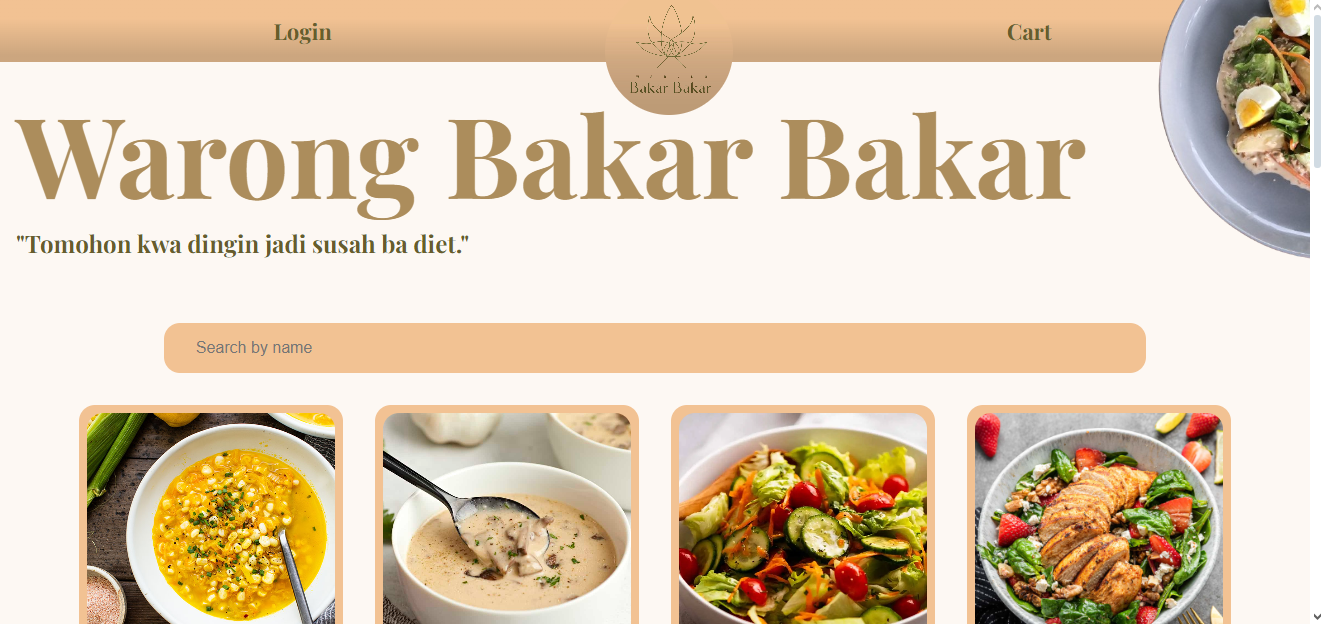 Login
Bakar Bakar
Cart
Warong Bakar Bakar
"Tomohon kwa dingin jadi susah ba diet."
Search by name